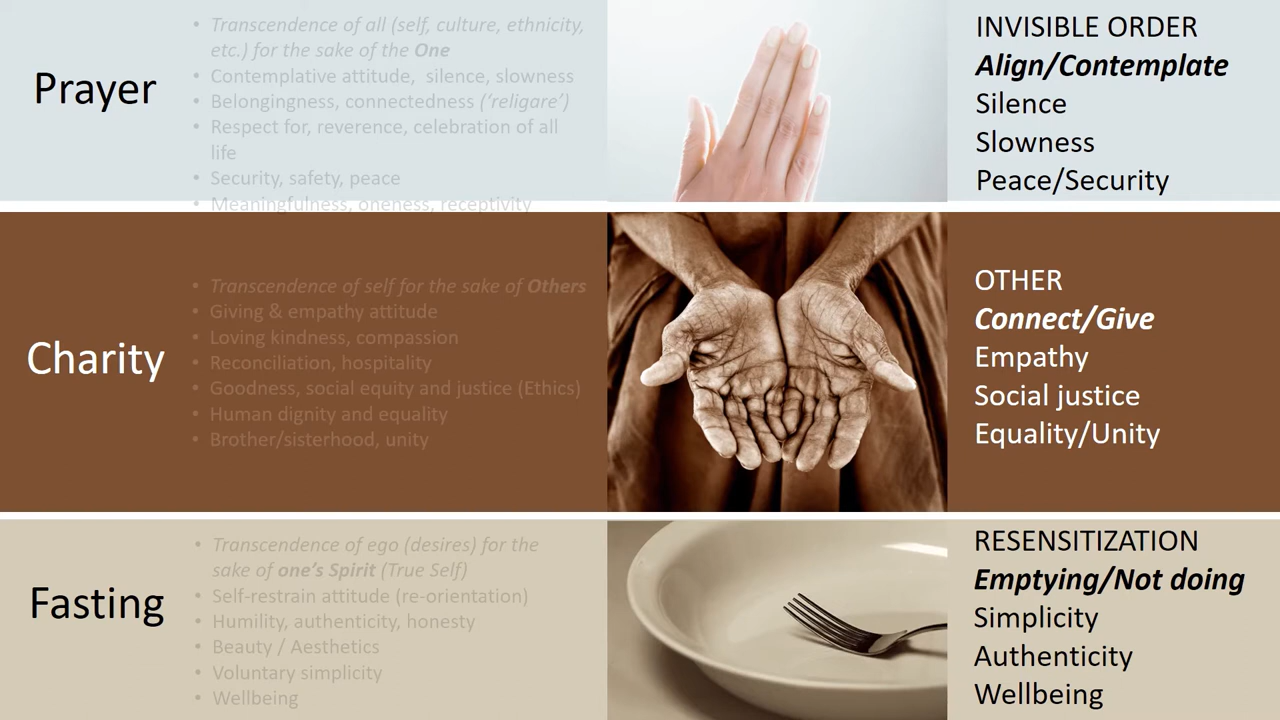 Prayer
• Transcendence of all (self, culture, ethnicity,
etc.) for the sake of the One
• Contemplative attitude, silence, slowness
• Belongingness, connectedness (‘religare’)
• Respect for, reverence, celebration of all
life
• Security, safety, peace
• Meaningfulness, oneness, receptivity
INVISIBLE ORDER
Align/Contemplate
Silence
Slowness
Peace/Security
Charity
• Transcendence of self for the sake of Others
• Giving & empathy attitude
• Loving kindness, compassion
• Reconciliation, hospitality
• Goodness, social equity and justice (Ethics)
• Human dignity and equality
• Brother/sisterhood, unity
OTHER
Connect/Give
Empathy
Social justice
Equality/Unity
Fasting
• Transcendence of ego (desires) for the
sake of one’s Spirit (True Self)
• Self-restrain attitude (re-orientation)
• Humility, authenticity, honesty
• Beauty / Aesthetics
• Voluntary simplicity
• Wellbeing
RESENSITIZATION
Emptying/Not doing
Simplicity
Authenticity
Wellbeing